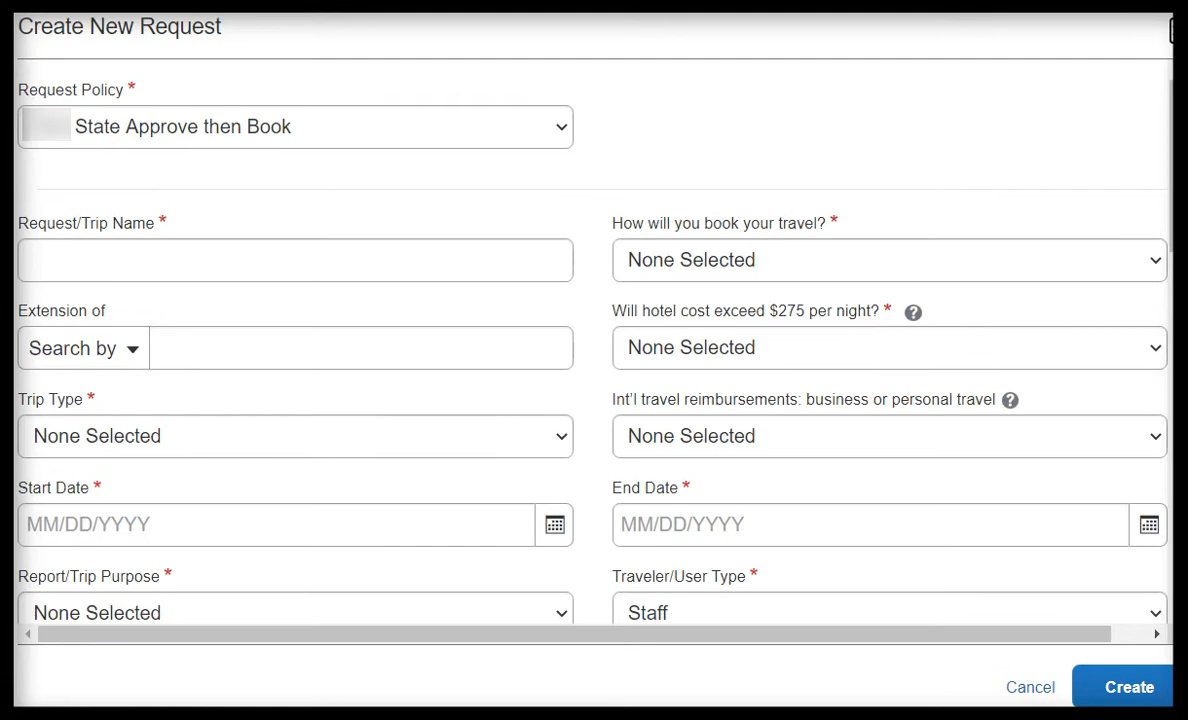 Create New Request
Request Policy *
State Approve then Book
Request/Trip Name *
How will you book your travel? *
None Selected
Extension of
Will hotel cost exceed $275 per night? * ?
Search by
None Selected
Trip Type *
Int'l travel reimbursements: business or personal travel ?
None Selected
None Selected
Start Date *
End Date *
MM/DD/YYYY
MM/DD/YYYY
Report/Trip Purpose *
Traveler/User Type *
None Selected
Staff
Cancel
Create